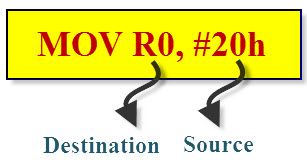 MOV R0, #20h
Destination Source